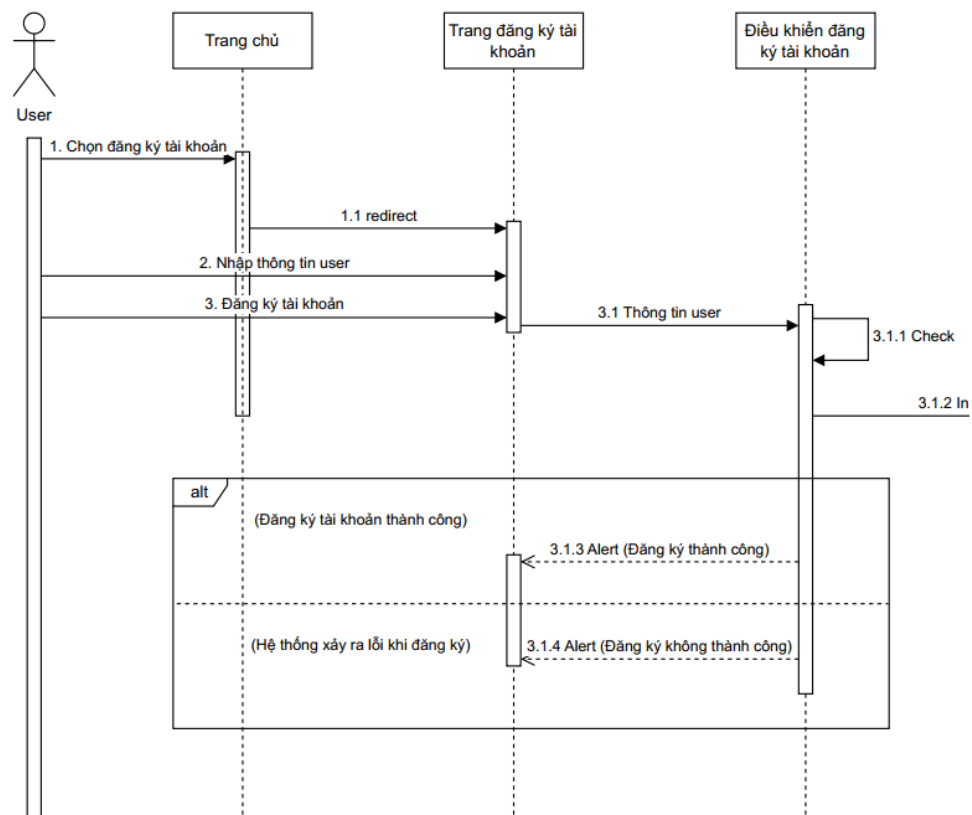 Trang chủ
Trang đăng ký tài
khoản
Điều khiển đăng
ký tài khoản
User
1. Chọn đăng ký tài khoản
1.1 redirect
2. Nhập thông tin user
3. Đăng ký tài khoản
3.1 Thông tin user
3.1.1 Check
3.1.2 In
alt
(Đăng ký tài khoản thành công)
3.1.3 Alert (Đăng ký thành công)
(Hệ thống xảy ra lỗi khi đăng ký)
3.1.4 Alert (Đăng ký không thành công)